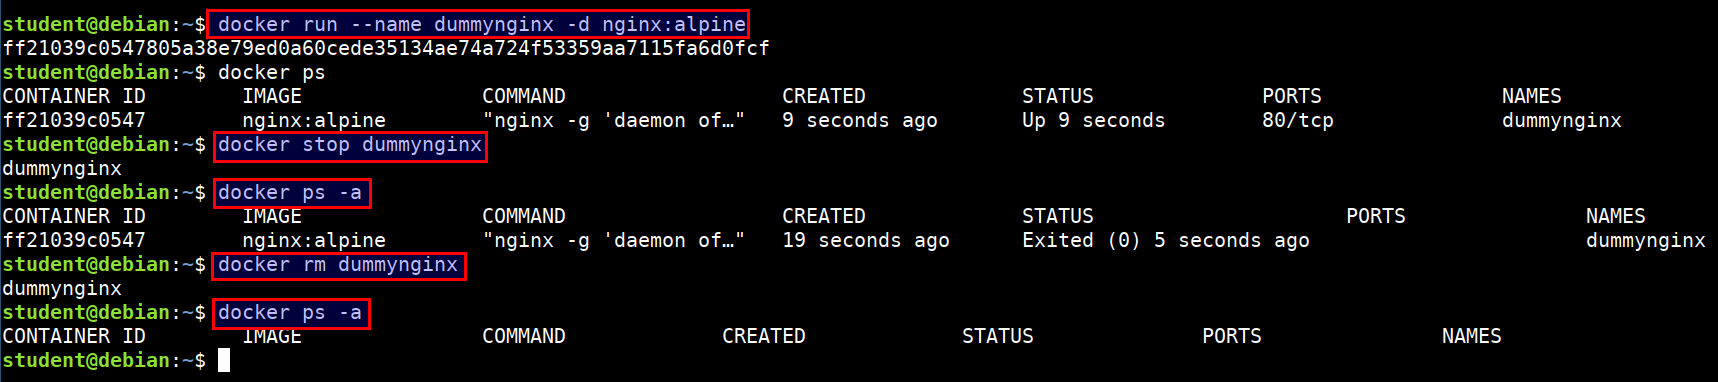 student@debian:~$ docker run --name dummynginx -d nginx:alpine
ff21039c0547805a38e79ed0a60cede35134ae74a724f53359aa7115fa6d0fcf
student@debian:~$ docker ps
CONTAINER ID        IMAGE               COMMAND                  CREATED             STATUS              PORTS               NAMES
ff21039c0547        nginx:alpine        "nginx -g 'daemon of…"   9 seconds ago       Up 9 seconds        80/tcp              dummynginx
student@debian:~$ docker stop dummynginx
dummynginx
student@debian:~$ docker ps -a
CONTAINER ID        IMAGE               COMMAND                  CREATED             STATUS                     PORTS               NAMES
ff21039c0547        nginx:alpine        "nginx -g 'daemon of…"   19 seconds ago      Exited (0) 5 seconds ago                       dummynginx
student@debian:~$ docker rm dummynginx
dummynginx
student@debian:~$ docker ps -a
CONTAINER ID        IMAGE               COMMAND             CREATED             STATUS              PORTS               NAMES
student@debian:~$